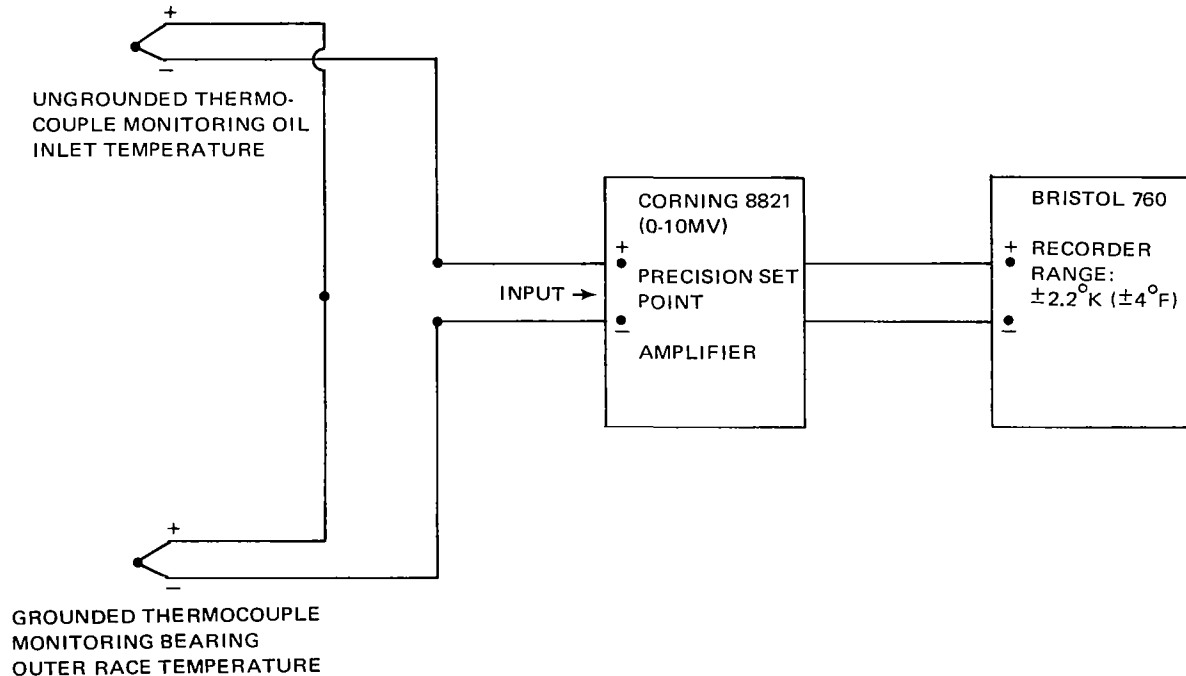 +
−
UNGROUNDED THERMO-
COUPLE MONITORING OIL
INLET TEMPERATURE
CORNING 8821
(0-10MV)
+
PRECISION SET
POINT
INPUT →
−
AMPLIFIER
BRISTOL 760
+
RECORDER
RANGE:
±2.2°K (±4°F)
−
+
−
GROUNDED THERMOCOUPLE
MONITORING BEARING
OUTER RACE TEMPERATURE